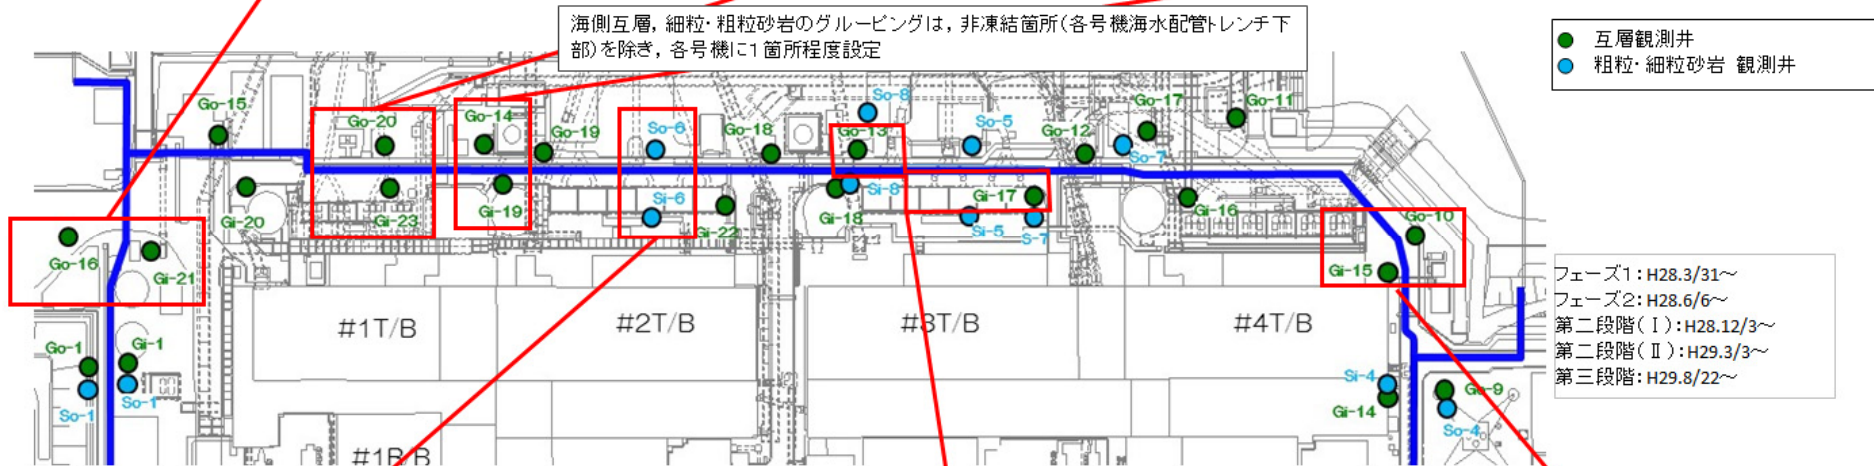 海側互層，細粒・粗粒砂岩のグルーピングは，非凍結箇所（各号機海水配管トレンチ下
部）を除き，各号機に1箇所程度設定
互層観測井
粗粒・細粒砂岩 観測井
Go-15
Go-20
Go-14
Go-19
So-6
Go-18
So-8
Go-13
So-5
Go-12
Go-17
So-7
Go-11
Gi-20
Gi-23
Gi-19
Si-6
Gi-22
Gi-18
Si-8
Gi-17
Si-5
S-7
Gi-16
Go-10
Gi-15
Go-16
Gi-21
#1T/B
#2T/B
#3T/B
#4T/B
フェーズ1：H28.3/31～
フェーズ2：H28.6/6～
第二段階（Ⅰ）：H28.12/3～
第二段階（Ⅱ）：H29.3/3～
第三段階：H29.8/22～
Go-1
Gi-1
So-1
So-1
Si-4
Gi-14
Go-9
So-4
#1R/B